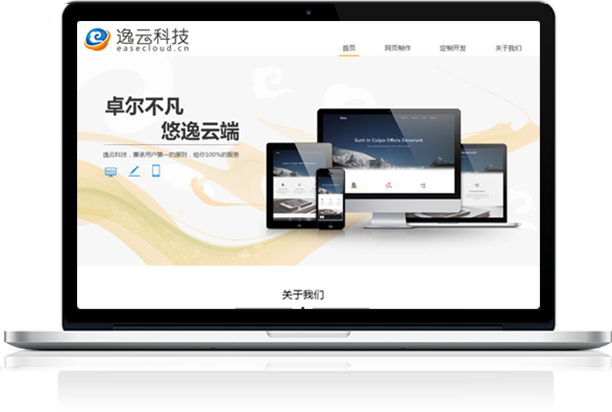 逸云科技
easecloud.cn
首页 网页制作 定制开发 关于我们
卓尔不凡
悠逸云端
逸云科技，秉承用户第一的原则，给你100%的服务
Sunt In Culpa Officia Deserunt
关于我们